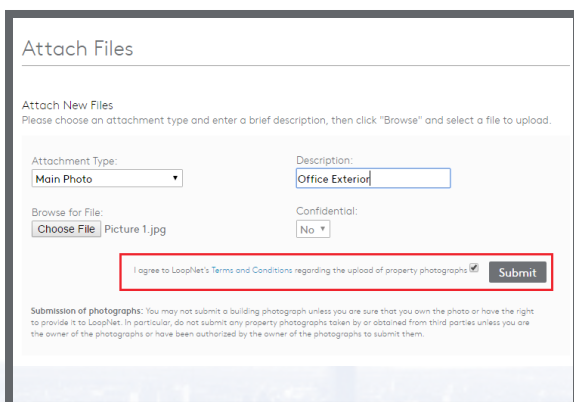 Attach Files
Attach New Files
Please choose an attachment type and enter a brief description, then click "Browse" and select a file to upload.
Attachment Type:
Main Photo
Description:
Office Exterior
Browse for File:
Choose File Picture 1.jpg
Confidential:
No
I agree to LoopNet's Terms and Conditions regarding the upload of property photographs
Submit
Submission of photographs: You may not submit a building photograph unless you are sure that you own the photo or have the right
to provide it to LoopNet. In particular, do not submit any property photographs taken by or obtained from third parties unless you are
the owner of the photographs or have been authorized by the owner of the photographs to submit them.